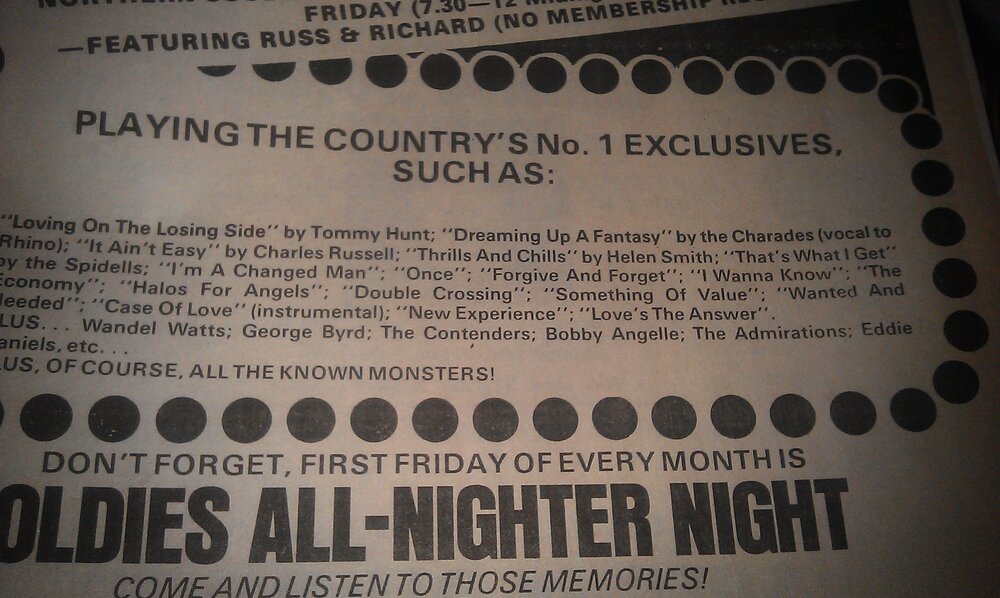 NORTHERN
FRIDAY (7.30—12
—FEATURING RUSS & RICHARD (NO MEMBERSHIP
PLAYING THE COUNTRY'S No. 1 EXCLUSIVES,
SUCH AS:
"Loving On The Losing Side" by Tommy Hunt; "Dreaming Up A Fantasy" by the Charades (vocal to
Rhino); "It Ain't Easy" by Charles Russell; "Thrills And Chills" by Helen Smith; "That's What I Get"
by the Spidells; "I'm A Changed Man"; "Once"; "Forgive And Forget"; "I Wanna Know"; "The
Economy"; "Halos For Angels"; "Double Crossing"; "Something Of Value"; "Wanted And
Needed"; "Case Of Love" (instrumental); "New Experience"; "Love's The Answer".
LUS... Wandel Watts; George Byrd; The Contenders; Bobby Angelle; The Admirations; Eddie
aniels, etc...
LUS, OF COURSE, ALL THE KNOWN MONSTERS!
DON'T FORGET, FIRST FRIDAY OF EVERY MONTH IS
OLDIES ALL-NIGHTER NIGHT
COME AND LISTEN TO THOSE MEMORIES!